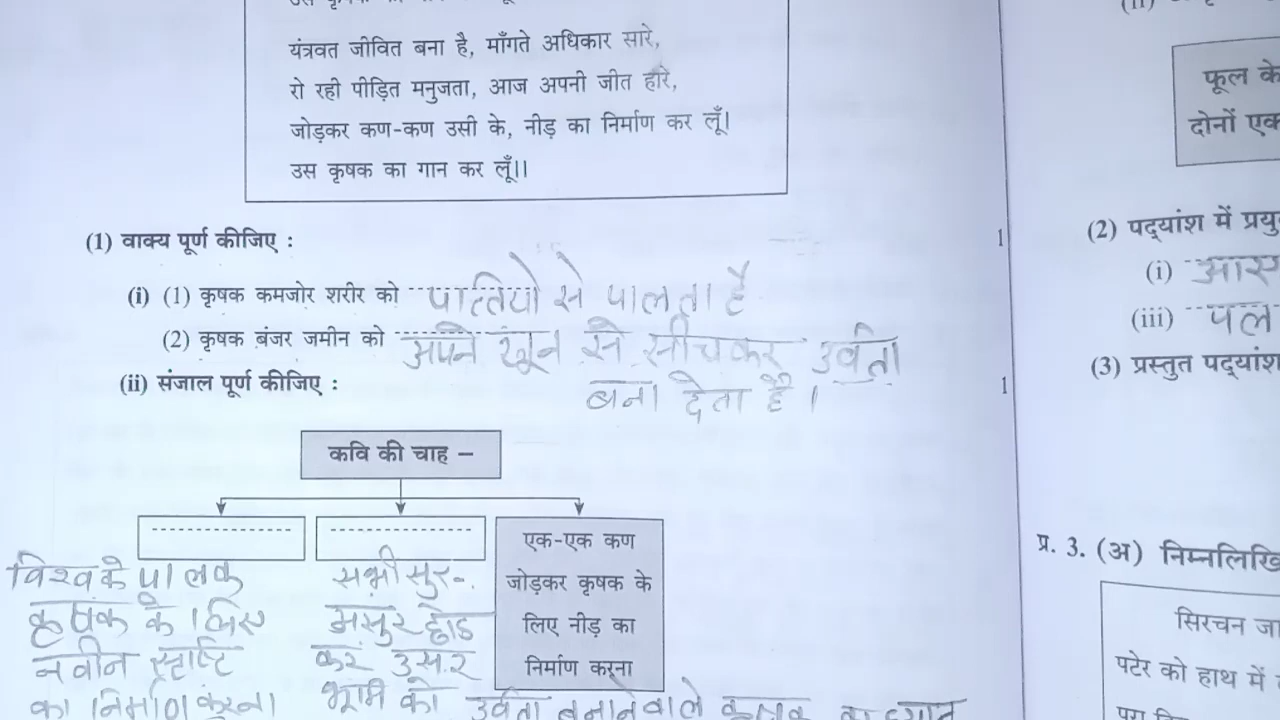 यंत्रवत जीवित बना है, माँगते अधिकार सारे,
रो रही पीड़ित मनुजता, आज अपनी जीत हारे,
जोड़कर कण-कण उसी के, नीड़ का निर्माण कर लूँ।
उस कृषक का गान कर लूँ।।
(1) वाक्य पूर्ण कीजिए : 1
(i) (1) कृषक कमजोर शरीर को पत्तियों से पालता है
(2) कृषक बंजर जमीन को अपने खून से सींचकर उर्वता
बना देता है।
(ii) संजाल पूर्ण कीजिए : 1
कवि की चाह –
विश्व के पालक
कृषक के लिए
नवीन सृष्टि
का निर्माण करना
सभी सुर-
असुर छोड
कर उसर
भूमि को उर्वता बनानेवाले कृषक का ध्यान
एक-एक कण
जोड़कर कृषक के
लिए नीड़ का
निर्माण करना
फूल के
दोनों एक
(2) पद्यांश में प्रयु
(i)
(iii) पल
(3) प्रस्तुत पद्यांश
प्र. 3. (अ) निम्नलिखि
सिरचन जा
पटेर को हाथ में